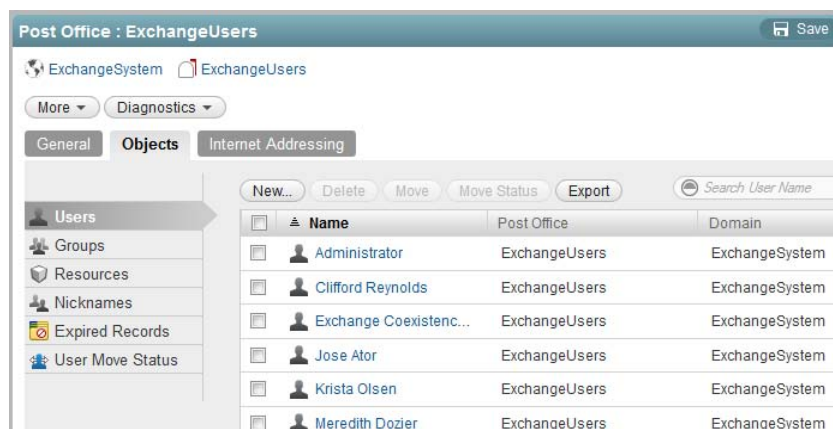 Post Office : ExchangeUsers
Save
ExchangeSystem ExchangeUsers
More Diagnostics
General Objects Internet Addressing
New... Delete Move Move Status Export Search User Name
Users
Groups
Resources
Nicknames
Expired Records
User Move Status
Name Post Office Domain
Administrator ExchangeUsers ExchangeSystem
Clifford Reynolds ExchangeUsers ExchangeSystem
Exchange Coexistenc... ExchangeUsers ExchangeSystem
Jose Ator ExchangeUsers ExchangeSystem
Krista Olsen ExchangeUsers ExchangeSystem
Meredith Dozier ExchangeUsers ExchangeSystem